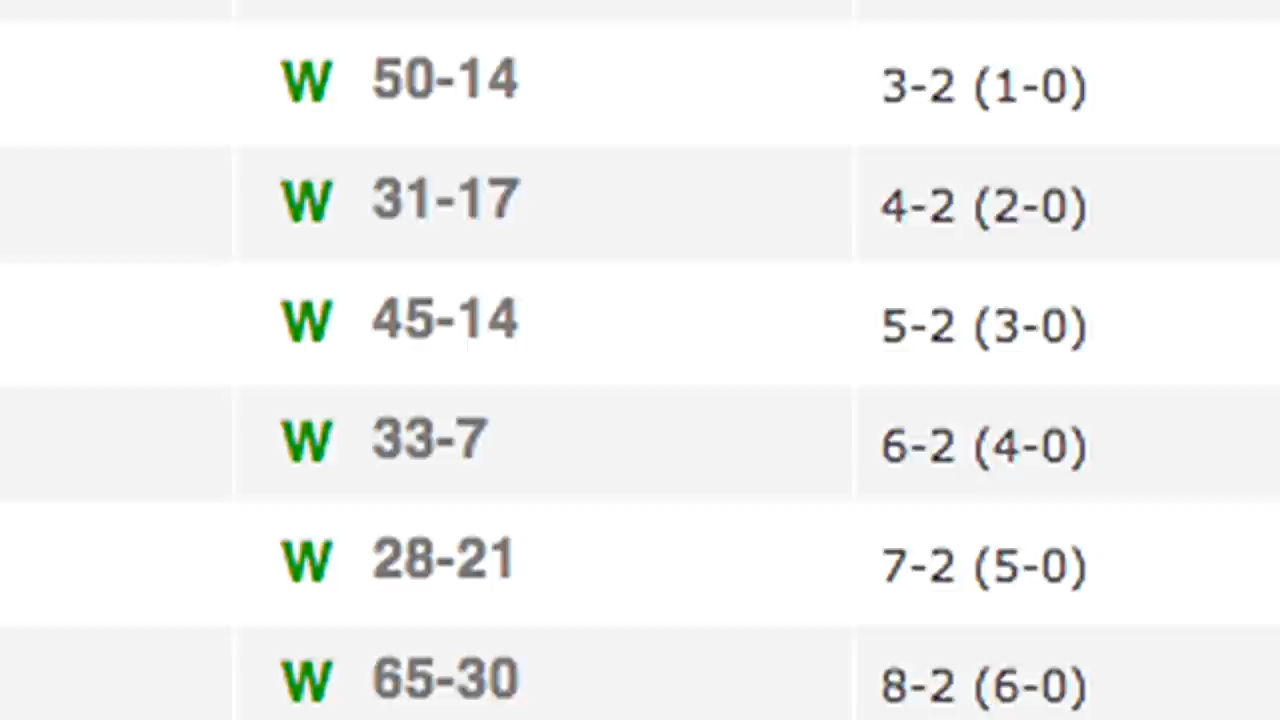 W 50-14 3-2 (1-0)
W 31-17 4-2 (2-0)
W 45-14 5-2 (3-0)
W 33-7 6-2 (4-0)
W 28-21 7-2 (5-0)
W 65-30 8-2 (6-0)